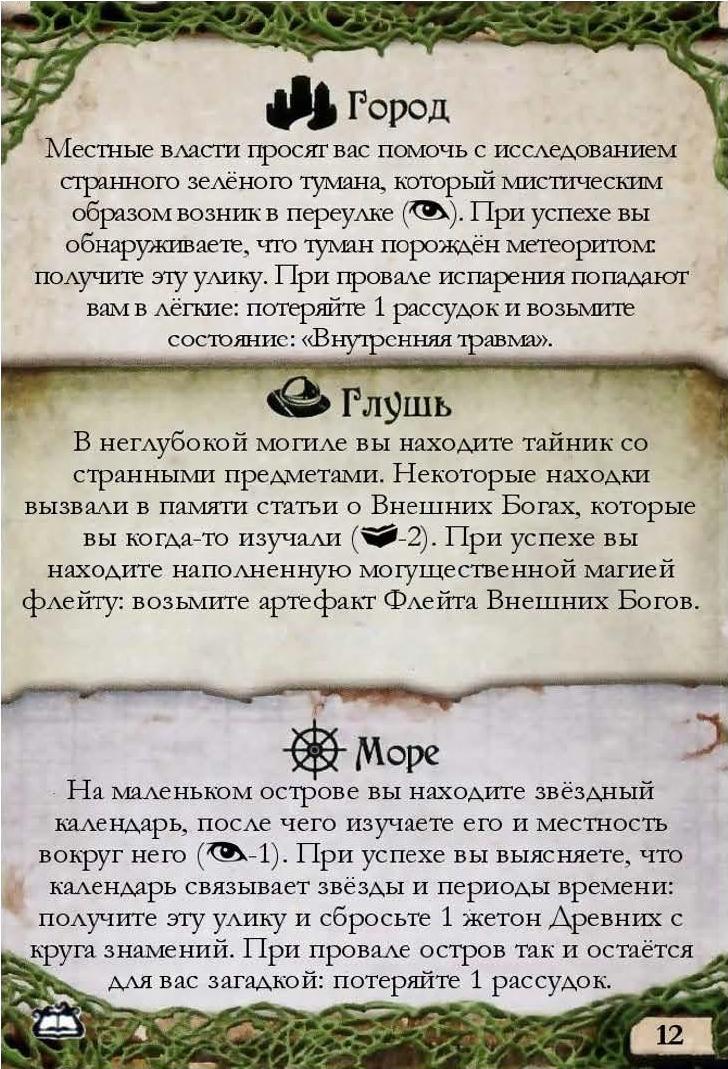 Город
Местные власти просят вас помочь с исследованием
странного зелёного тумана, который мистическим
образом возник в переулке (). При успехе вы
обнаруживаете, что туман порождён метеоритом:
получите эту улику. При провале испарения попадают
вам в лёгкие: потеряйте 1 рассудок и возьмите
состояние: «Внутренняя травма».
Глушь
В неглубокой могиле вы находите тайник со
странными предметами. Некоторые находки
вызвали в памяти статьи о Внешних Богах, которые
вы когда-то изучали (-2). При успехе вы
находите наполненную могущественной магией
флейту: возьмите артефакт Флейта Внешних Богов.
Море
На маленьком острове вы находите звёздный
календарь, после чего изучаете его и местность
вокруг него (-1). При успехе вы выясняете, что
календарь связывает звёзды и периоды времени:
получите эту улику и сбросьте 1 жетон Древних с
круга знамений. При провале остров так и остаётся
для вас загадкой: потеряйте 1 рассудок.
12